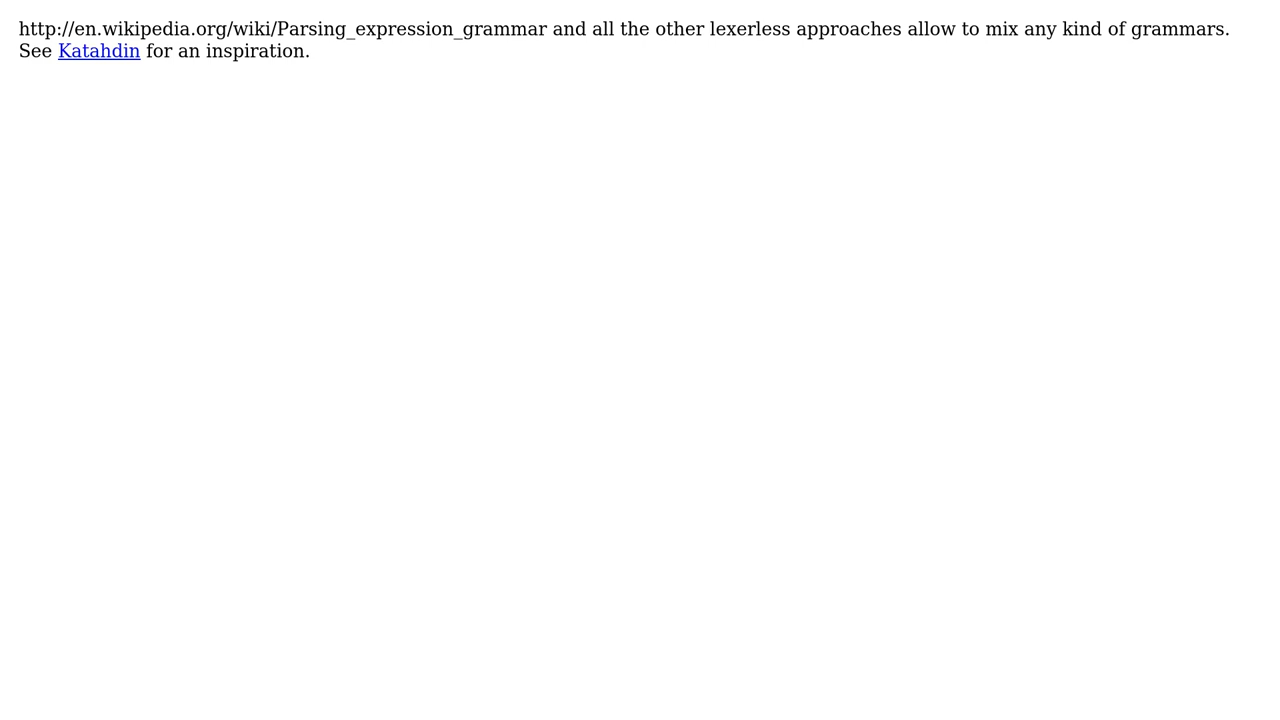 http://en.wikipedia.org/wiki/Parsing_expression_grammar and all the other lexerless approaches allow to mix any kind of grammars.
See Katahdin for an inspiration.